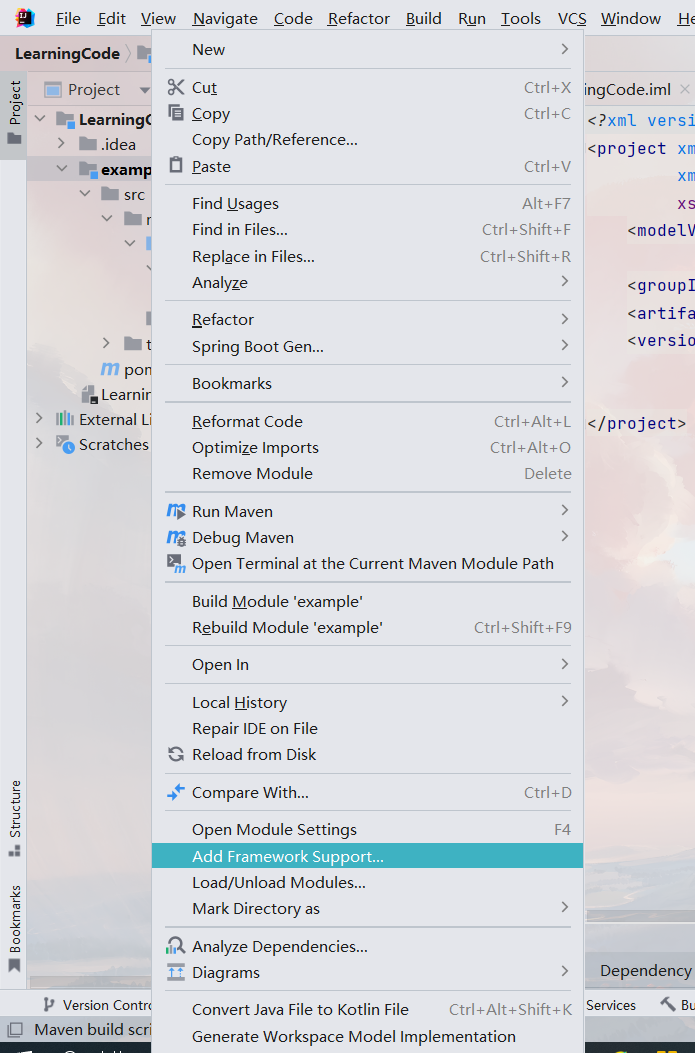 File Edit View Navigate Code Refactor Build Run Tools VCS Window
LearningCode
Project
Project
ngCode.iml
LearningC
.idea
examp
src
pom
Learnin
External Li
Scratches
New
Cut Ctrl+X
Copy Ctrl+C
Copy Path/Reference...
Paste Ctrl+V
Find Usages Alt+F7
Find in Files... Ctrl+Shift+F
Replace in Files... Ctrl+Shift+R
Analyze
Refactor
Spring Boot Gen...
Bookmarks
Reformat Code Ctrl+Alt+L
Optimize Imports Ctrl+Alt+O
Remove Module Delete
Run Maven
Debug Maven
Open Terminal at the Current Maven Module Path
Build Module 'example'
Rebuild Module 'example' Ctrl+Shift+F9
Open In
Local History
Repair IDE on File
Reload from Disk
Compare With... Ctrl+D
Open Module Settings F4
Add Framework Support...
Load/Unload Modules...
Mark Directory as
Analyze Dependencies...
Diagrams
Convert Java File to Kotlin File Ctrl+Alt+Shift+K
Generate Workspace Model Implementation
<?xml versi
<project xm
xm
xs
<modelV
<groupI
<artifa
<versio
</project>
Structure
Bookmarks
Dependency
Version Contro
Services
Bu
Maven build scri